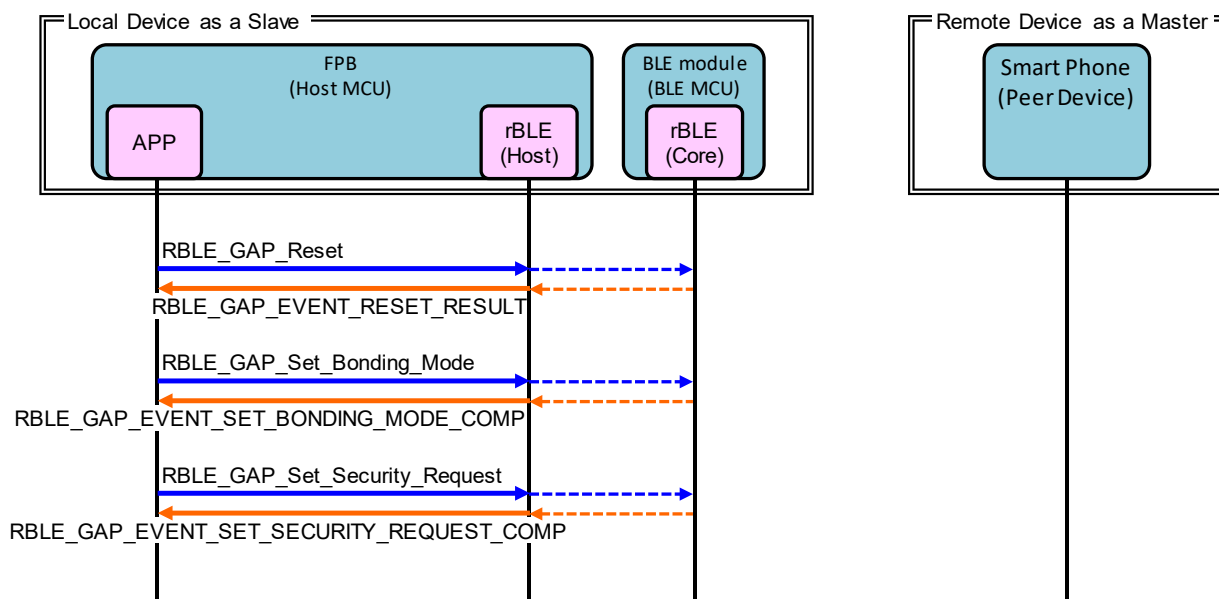 Local Device as a Slave
Remote Device as a Master
FPB
(Host MCU)
BLE module
(BLE MCU)
Smart Phone
(Peer Device)
APP
rBLE
(Host)
rBLE
(Core)
RBLE_GAP_Reset
RBLE_GAP_EVENT_RESET_RESULT
RBLE_GAP_Set_Bonding_Mode
RBLE_GAP_EVENT_SET_BONDING_MODE_COMP
RBLE_GAP_Set_Security_Request
RBLE_GAP_EVENT_SET_SECURITY_REQUEST_COMP